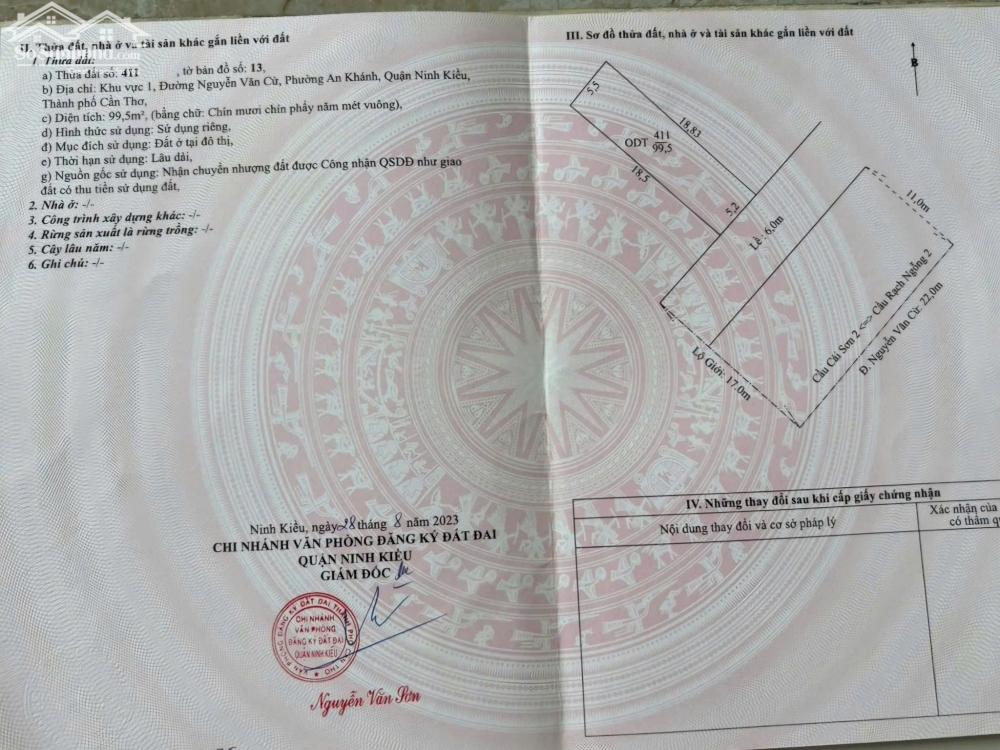 II. Thửa đất, nhà ở và tài sản khác gắn liền với đất
1. Thửa đất:
a) Thửa đất số: 411 , tờ bản đồ số: 13,
b) Địa chỉ: Khu vực 1, Đường Nguyễn Văn Cừ, Phường An Khánh, Quận Ninh Kiều,
Thành phố Cần Thơ,
c) Diện tích: 99,5m², (bằng chữ: Chín mươi chín phẩy năm mét vuông),
d) Hình thức sử dụng: Sử dụng riêng,
đ) Mục đích sử dụng: Đất ở tại đô thị,
e) Thời hạn sử dụng: Lâu dài,
g) Nguồn gốc sử dụng: Nhận chuyển nhượng đất được Công nhận QSDĐ như giao
đất có thu tiền sử dụng đất,
2. Nhà ở: -/-
3. Công trình xây dựng khác: -/-
4. Rừng sản xuất là rừng trồng: -/-
5. Cây lâu năm: -/-
6. Ghi chú: -/-
Ninh Kiều, ngày 28 tháng 8 năm 2023
CHI NHÁNH VĂN PHÒNG ĐĂNG KÝ ĐẤT ĐAI
QUẬN NINH KIỀU
GIÁM ĐỐC
VĂN PHÒNG ĐĂNG KÝ ĐẤT ĐAI THÀNH PHỐ CẦN THƠ
CHI NHÁNH
VĂN PHÒNG
ĐĂNG KÝ ĐẤT ĐAI
QUẬN NINH KIỀU
Nguyễn Văn Sơn
III. Sơ đồ thửa đất, nhà ở và tài sản khác gắn liền với đất
B
5,5
18,83
ODT 411
99,5
18,5
5,2
Lề : 6,0m
11,0m
Cầu Cái Sơn 2 <=> Cầu Rạch Ngỗng 2
Đ. Nguyễn Văn Cừ: 22,0m
Lộ Giới: 17,0m
IV. Những thay đổi sau khi cấp giấy chứng nhận
Nội dung thay đổi và cơ sở pháp lý
Xác nhận của
có thẩm q